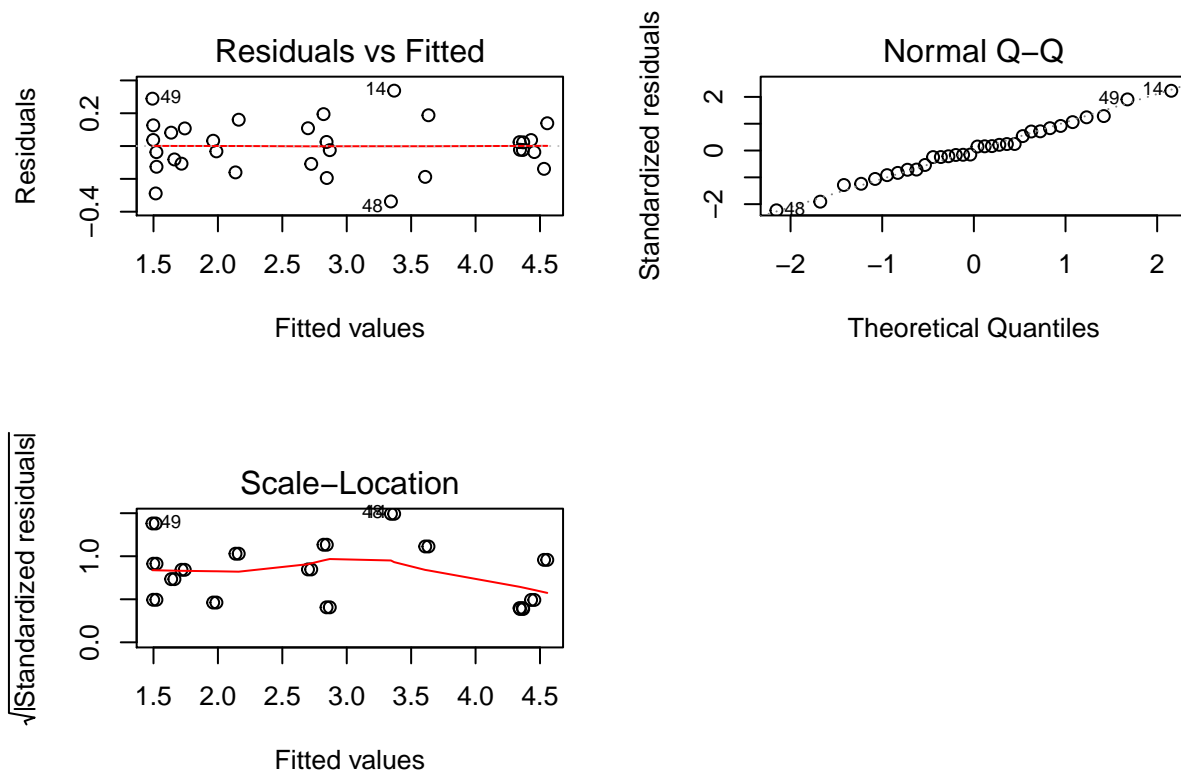 Residuals vs Fitted
Residuals
0.2
−0.4
49
14
48
1.5 2.0 2.5 3.0 3.5 4.0 4.5
Fitted values
Normal Q−Q
Standardized residuals
2
0
−2
48
49
14
−2 −1 0 1 2
Theoretical Quantiles
Scale−Location
√|Standardized residuals|
1.0
0.0
49
1.5 2.0 2.5 3.0 3.5 4.0 4.5
Fitted values